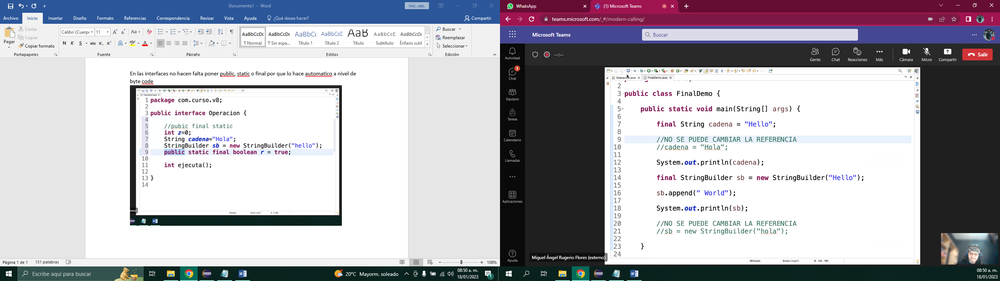 Documento1 - Word
Inic. ses.
Archivo Inicio Insertar Diseño Formato Referencias Correspondencia Revisar Vista Ayuda ¿Qué desea hacer? Compartir
Pegar
Cortar
Copiar
Copiar formato
Calibri (Cuerpo 11
N K S abc
AaBbCcDc AaBbCcDc AaBbCc AaBbCcE AaB AaBbCcD AaBbCcDc
¶ Normal ¶ Sin espa... Título 1 Título 2 Título Subtítulo Énfasis sutil
Buscar
Reemplazar
Seleccionar
Portapapeles Fuente Párrafo Estilos Edición
En las interfaces no hacen falta poner public, static o final por que lo hace automatico a nivel de
byte code
*Operacion.java
1 package com.curso.v8;
2
3 public interface Operacion {
4
5 //pubic final static
6 int z=0;
7 String cadena="Hola";
8 StringBuilder sb = new StringBuilder("hello");
9 public static final boolean r = true;
10
11 int ejecuta();
12
13 }
14
erno)
Writable Smart Insert 9 : 11 [6]
Página 1 de 1 151 palabras 108%
Escribe aquí para buscar
20°C Mayorm. soleado
08:50 a. m.
18/01/2023
1
WhatsApp
(1) Microsoft Teams
teams.microsoft.com/_#/modern-calling/
Microsoft Teams
Buscar
Actividad
Chat
1
Equipos
Tareas
Calendario
Llamadas
Aplicaciones
Ayuda
--:--
Gente Chat Reacciones Más Cámara Micro Compartir Salir
Operacion.java FinalDemo.java
2
3 public class FinalDemo {
4
5 public static void main(String[] args) {
6
7 final String cadena = "Hello";
8
9 //NO SE PUEDE CAMBIAR LA REFERENCIA
10 //cadena = "Hola";
11
12 System.out.println(cadena);
13
14 final StringBuilder sb = new StringBuilder("Hello");
15
16 sb.append(" World");
17
18 System.out.println(sb);
19
20 //NO SE PUEDE CAMBIAR LA REFERENCIA
21 //sb = new StringBuilder("hola");
22
23 }
24
Miguel Ángel Rugerio Flores (externo)
Writable Smart Insert 9 : 44 : 161
08:50 a. m.
18/01/2023